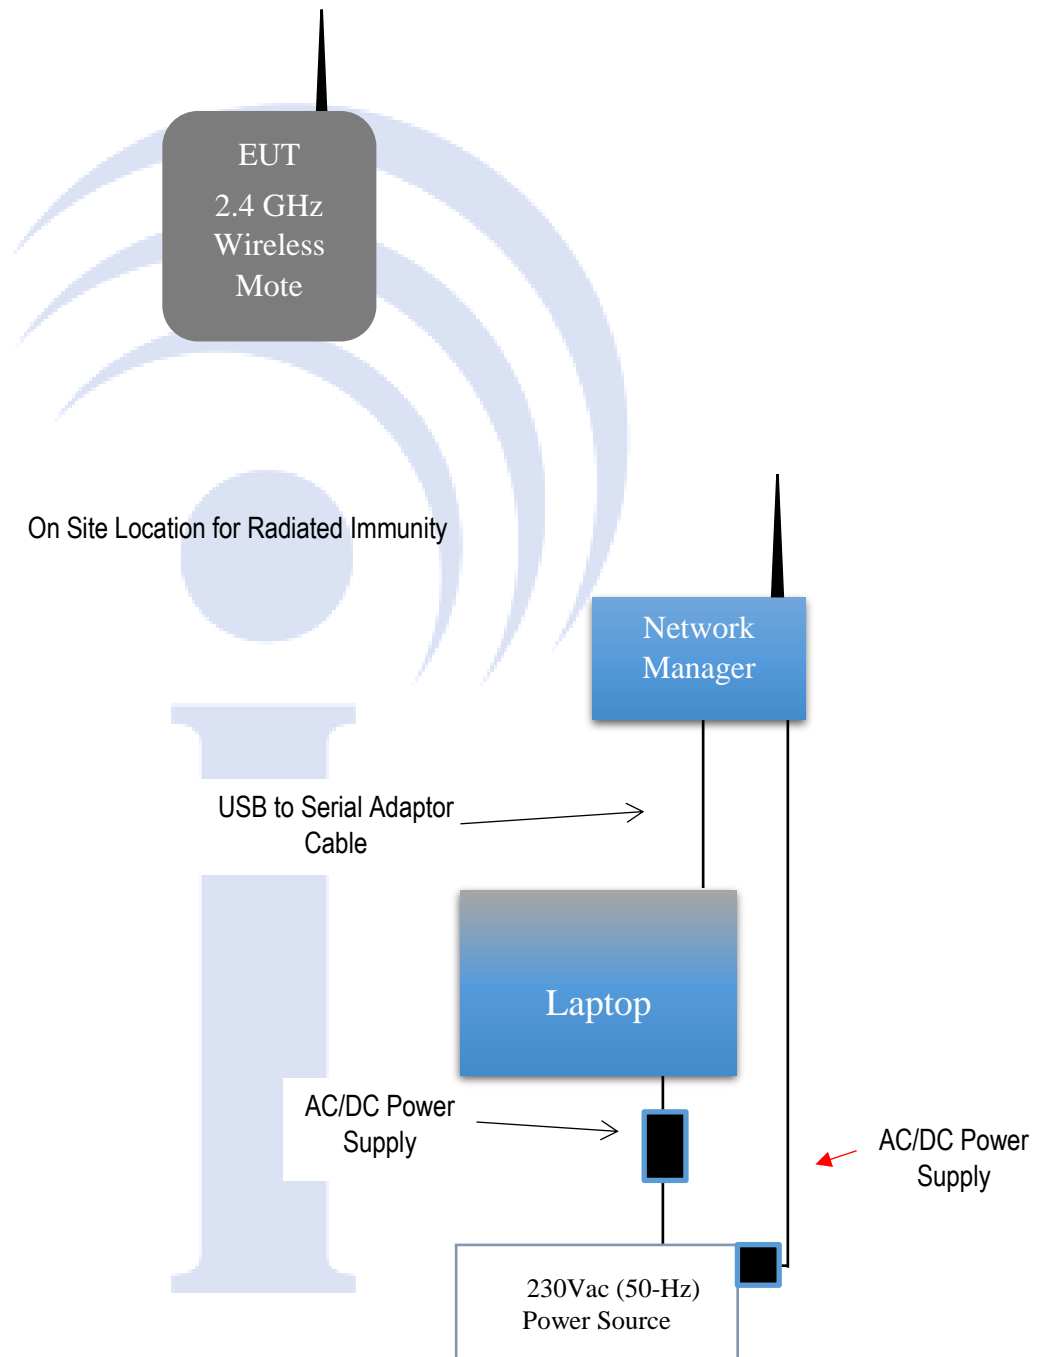 EUT
2.4 GHz
Wireless
Mote
On Site Location for Radiated Immunity
Network
Manager
USB to Serial Adaptor
Cable
Laptop
AC/DC Power
Supply
AC/DC Power
Supply
230Vac (50-Hz)
Power Source